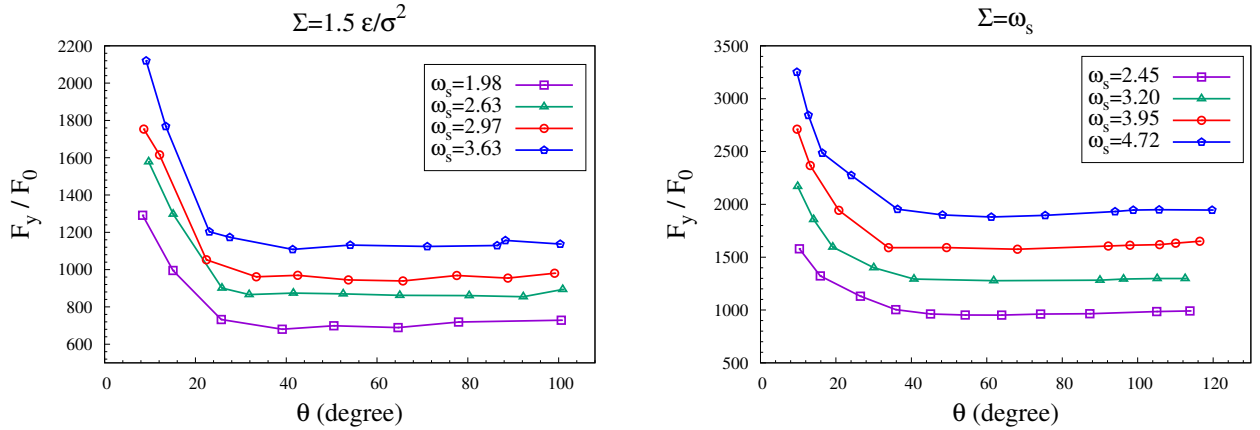 Σ=1.5 ε/σ²
F_y / F_0
2200
2000
1800
1600
1400
1200
1000
800
600
ω_s=1.98
ω_s=2.63
ω_s=2.97
ω_s=3.63
0 20 40 60 80 100
θ (degree)
Σ=ω_s
F_y / F_0
3500
3000
2500
2000
1500
1000
500
ω_s=2.45
ω_s=3.20
ω_s=3.95
ω_s=4.72
0 20 40 60 80 100 120
θ (degree)